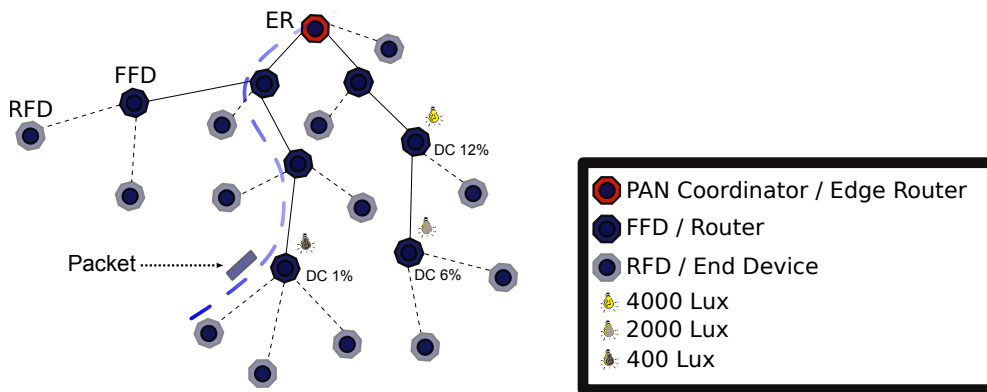 ER
FFD
RFD
DC 12%
Packet
DC 1%
DC 6%
PAN Coordinator / Edge Router
FFD / Router
RFD / End Device
4000 Lux
2000 Lux
400 Lux